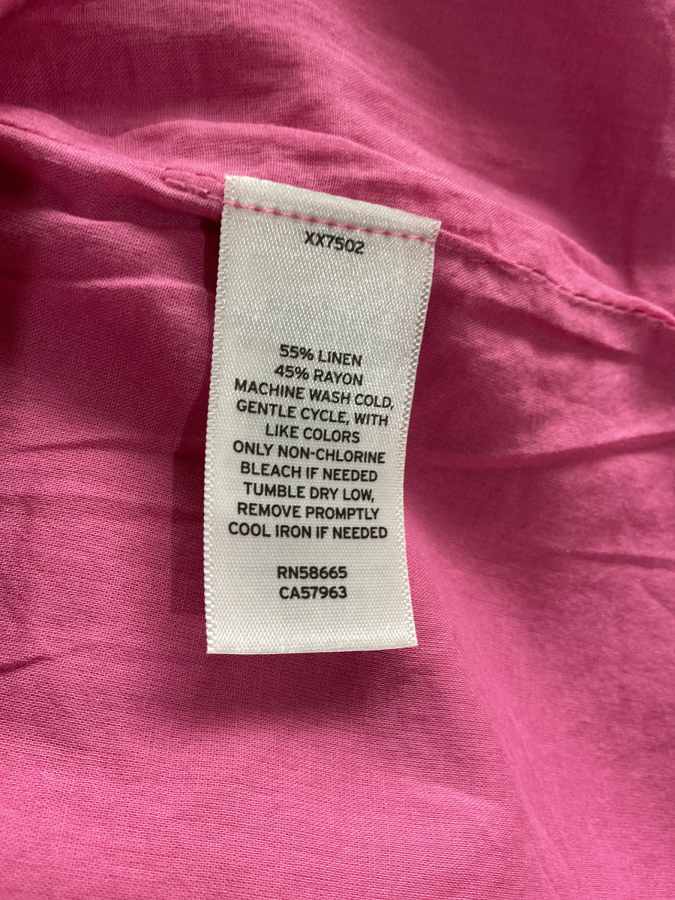 XX7502
55% LINEN
45% RAYON
MACHINE WASH COLD,
GENTLE CYCLE, WITH
LIKE COLORS
ONLY NON-CHLORINE
BLEACH IF NEEDED
TUMBLE DRY LOW,
REMOVE PROMPTLY
COOL IRON IF NEEDED
RN58665
CA57963